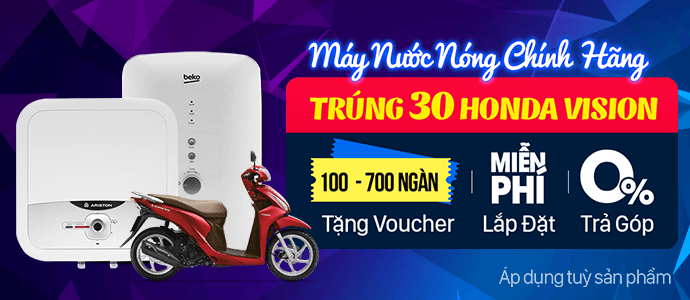 Máy Nước Nóng Chính Hãng
TRÚNG 30 HONDA VISION
100 - 700 NGÀN
Tặng Voucher
MIỄN
PHÍ
Lắp Đặt
0%
Trả Góp
Áp dụng tuỳ sản phẩm
beko
ARISTON